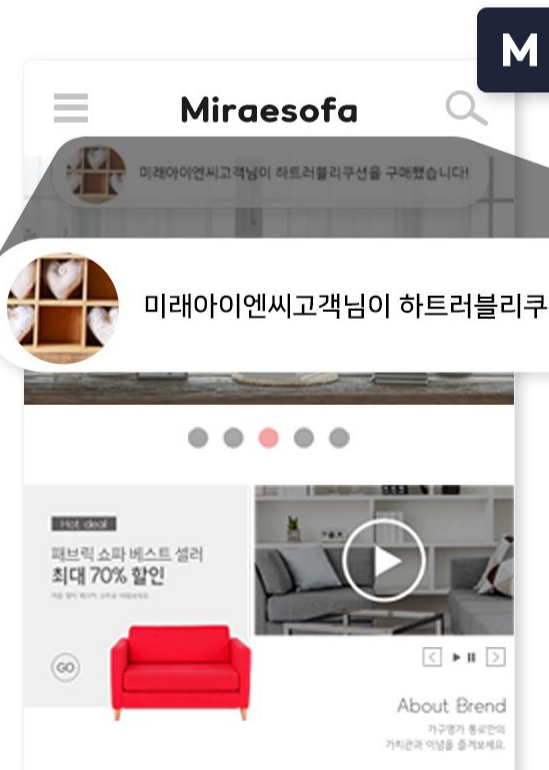 M
Miraesofa
미래아이엔씨고객님이 하트러블리쿠션을 구매했습니다!
미래아이엔씨고객님이 하트러블리쿠
Hot deal
패브릭 쇼파 베스트 셀러
최대 70% 할인
GO
About Brend
가구명가 통로만의
가치관과 이념을 즐겨보세요.